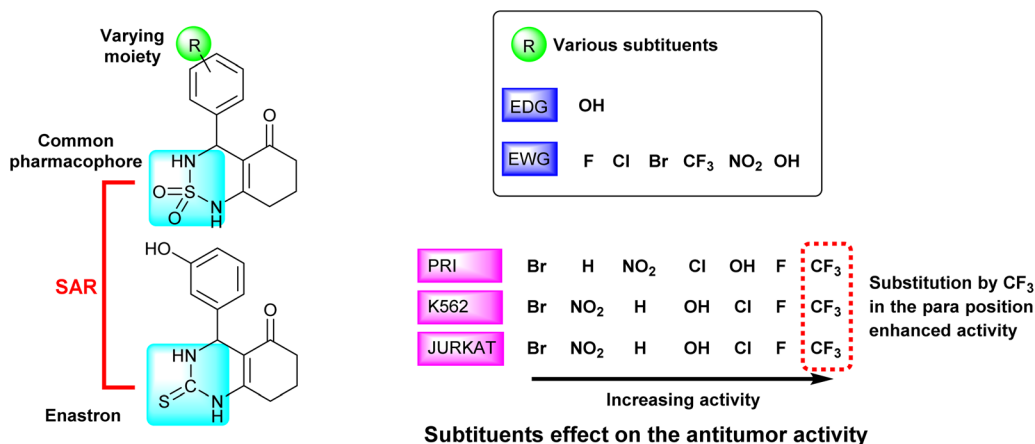 Varying
moiety
R
O
Common
pharmacophore
HN
O
S
O
N
H
SAR
HO
O
HN
C
S
N
H
Enastron
R Various subtituents
EDG OH
EWG F Cl Br CF3 NO2 OH
PRI Br H NO2 Cl OH F CF3
K562 Br NO2 H OH Cl F CF3
JURKAT Br NO2 H OH Cl F CF3
Substitution by CF3
in the para position
enhanced activity
Increasing activity
Subtituents effect on the antitumor activity